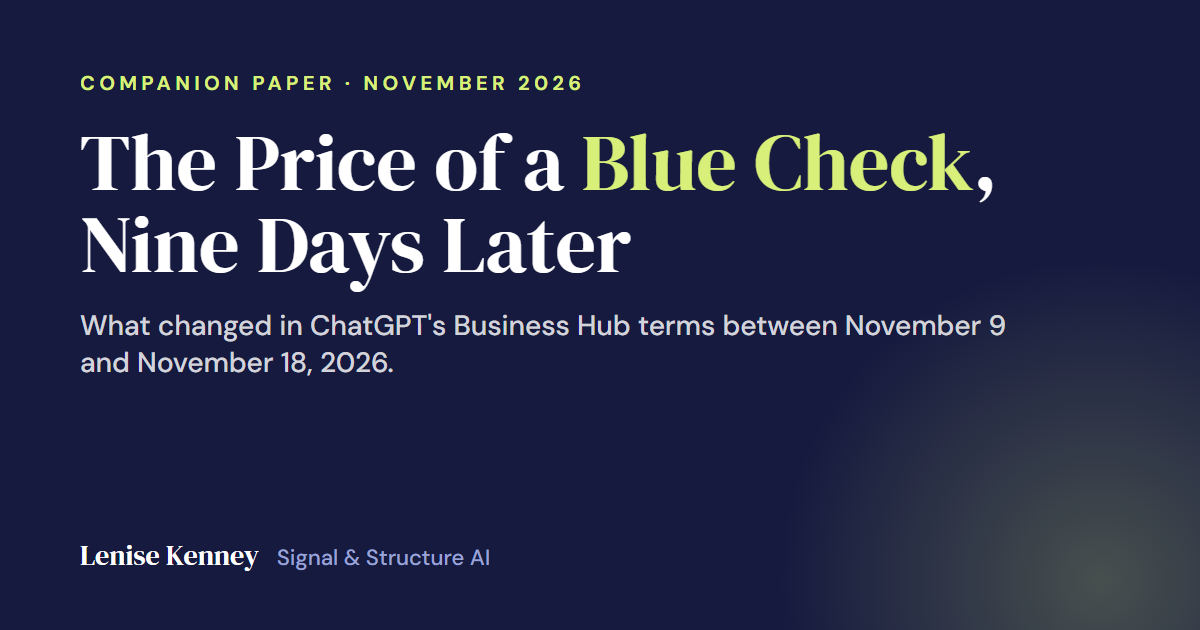 COMPANION PAPER · NOVEMBER 2026
The Price of a Blue Check,
Nine Days Later
What changed in ChatGPT's Business Hub terms between November 9
and November 18, 2026.
Lenise Kenney Signal & Structure AI